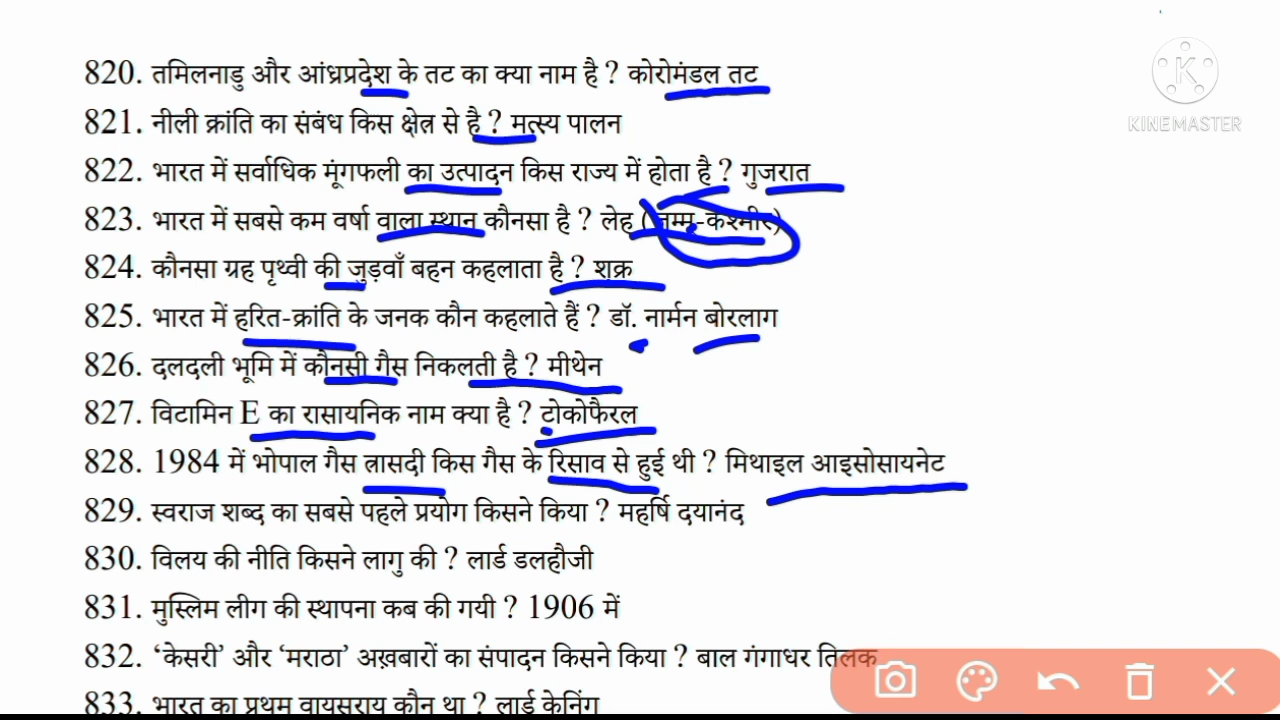 820. तमिलनाडु और आंध्रप्रदेश के तट का क्या नाम है ? कोरोमंडल तट
821. नीली क्रांति का संबंध किस क्षेत्र से है ? मत्स्य पालन
822. भारत में सर्वाधिक मूंगफली का उत्पादन किस राज्य में होता है ? गुजरात
823. भारत में सबसे कम वर्षा वाला स्थान कौनसा है ? लेह (जम्मू-कश्मीर)
824. कौनसा ग्रह पृथ्वी की जुड़वाँ बहन कहलाता है ? शुक्र
825. भारत में हरित-क्रांति के जनक कौन कहलाते हैं ? डॉ. नार्मन बोरलाग
826. दलदली भूमि में कौनसी गैस निकलती है ? मीथेन
827. विटामिन E का रासायनिक नाम क्या है ? टोकोफैरल
828. 1984 में भोपाल गैस त्रासदी किस गैस के रिसाव से हुई थी ? मिथाइल आइसोसायनेट
829. स्वराज शब्द का सबसे पहले प्रयोग किसने किया ? महर्षि दयानंद
830. विलय की नीति किसने लागु की ? लार्ड डलहौजी
831. मुस्लिम लीग की स्थापना कब की गयी ? 1906 में
832. ‘केसरी’ और ‘मराठा’ अख़बारों का संपादन किसने किया ? बाल गंगाधर तिलक
833. भारत का प्रथम वायसराय कौन था ? लार्ड केनिंग
K
KINEMASTER